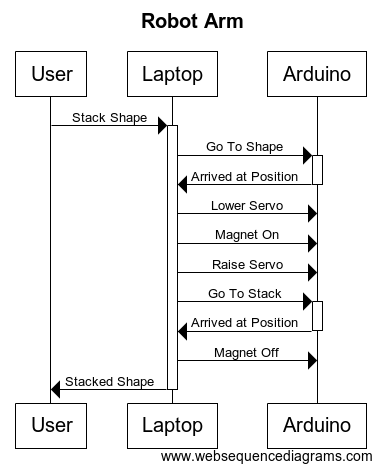 Robot Arm
User Laptop Arduino
Stack Shape
Go To Shape
Arrived at Position
Lower Servo
Magnet On
Raise Servo
Go To Stack
Arrived at Position
Magnet Off
Stacked Shape
User Laptop Arduino
www.websequencediagrams.com